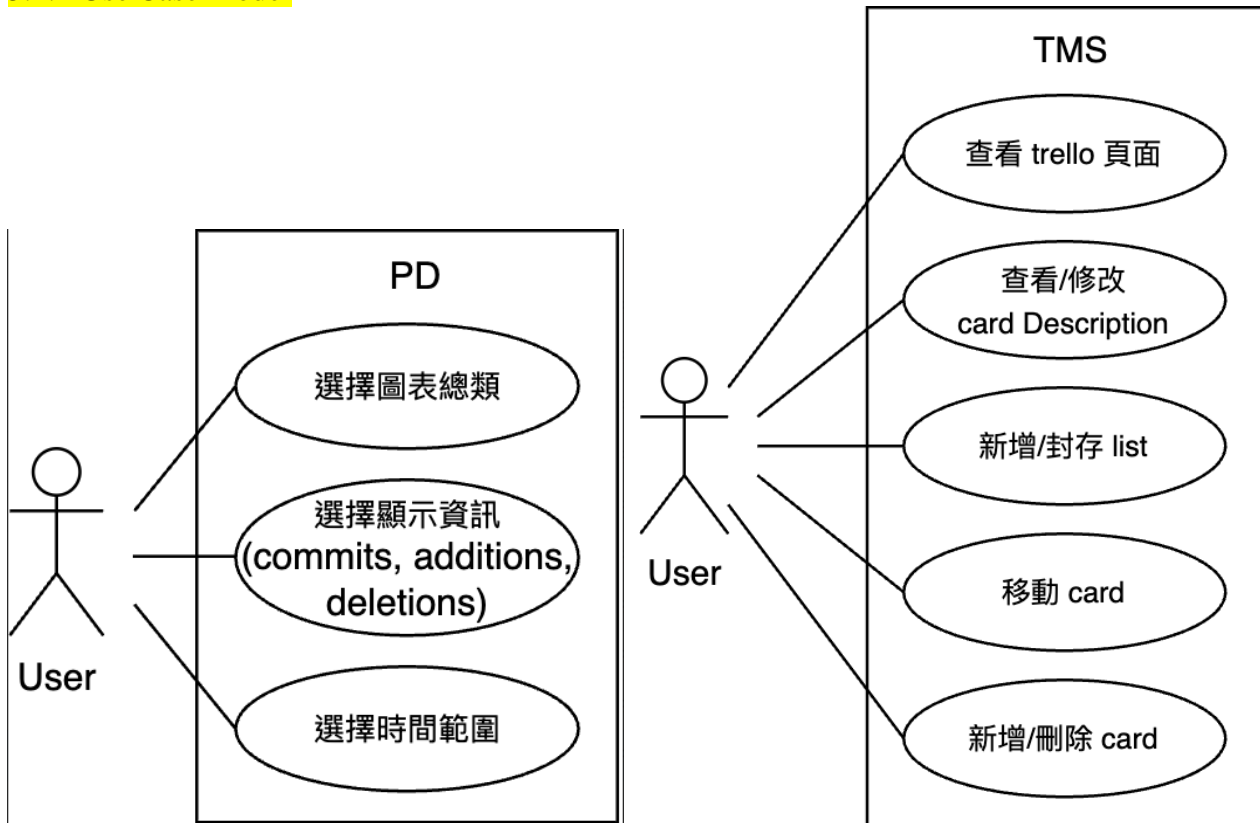 PD
選擇圖表總類
選擇顯示資訊
(commits, additions,
deletions)
選擇時間範圍
User
TMS
查看 trello 頁面
查看/修改
card Description
新增/封存 list
移動 card
新增/刪除 card
User